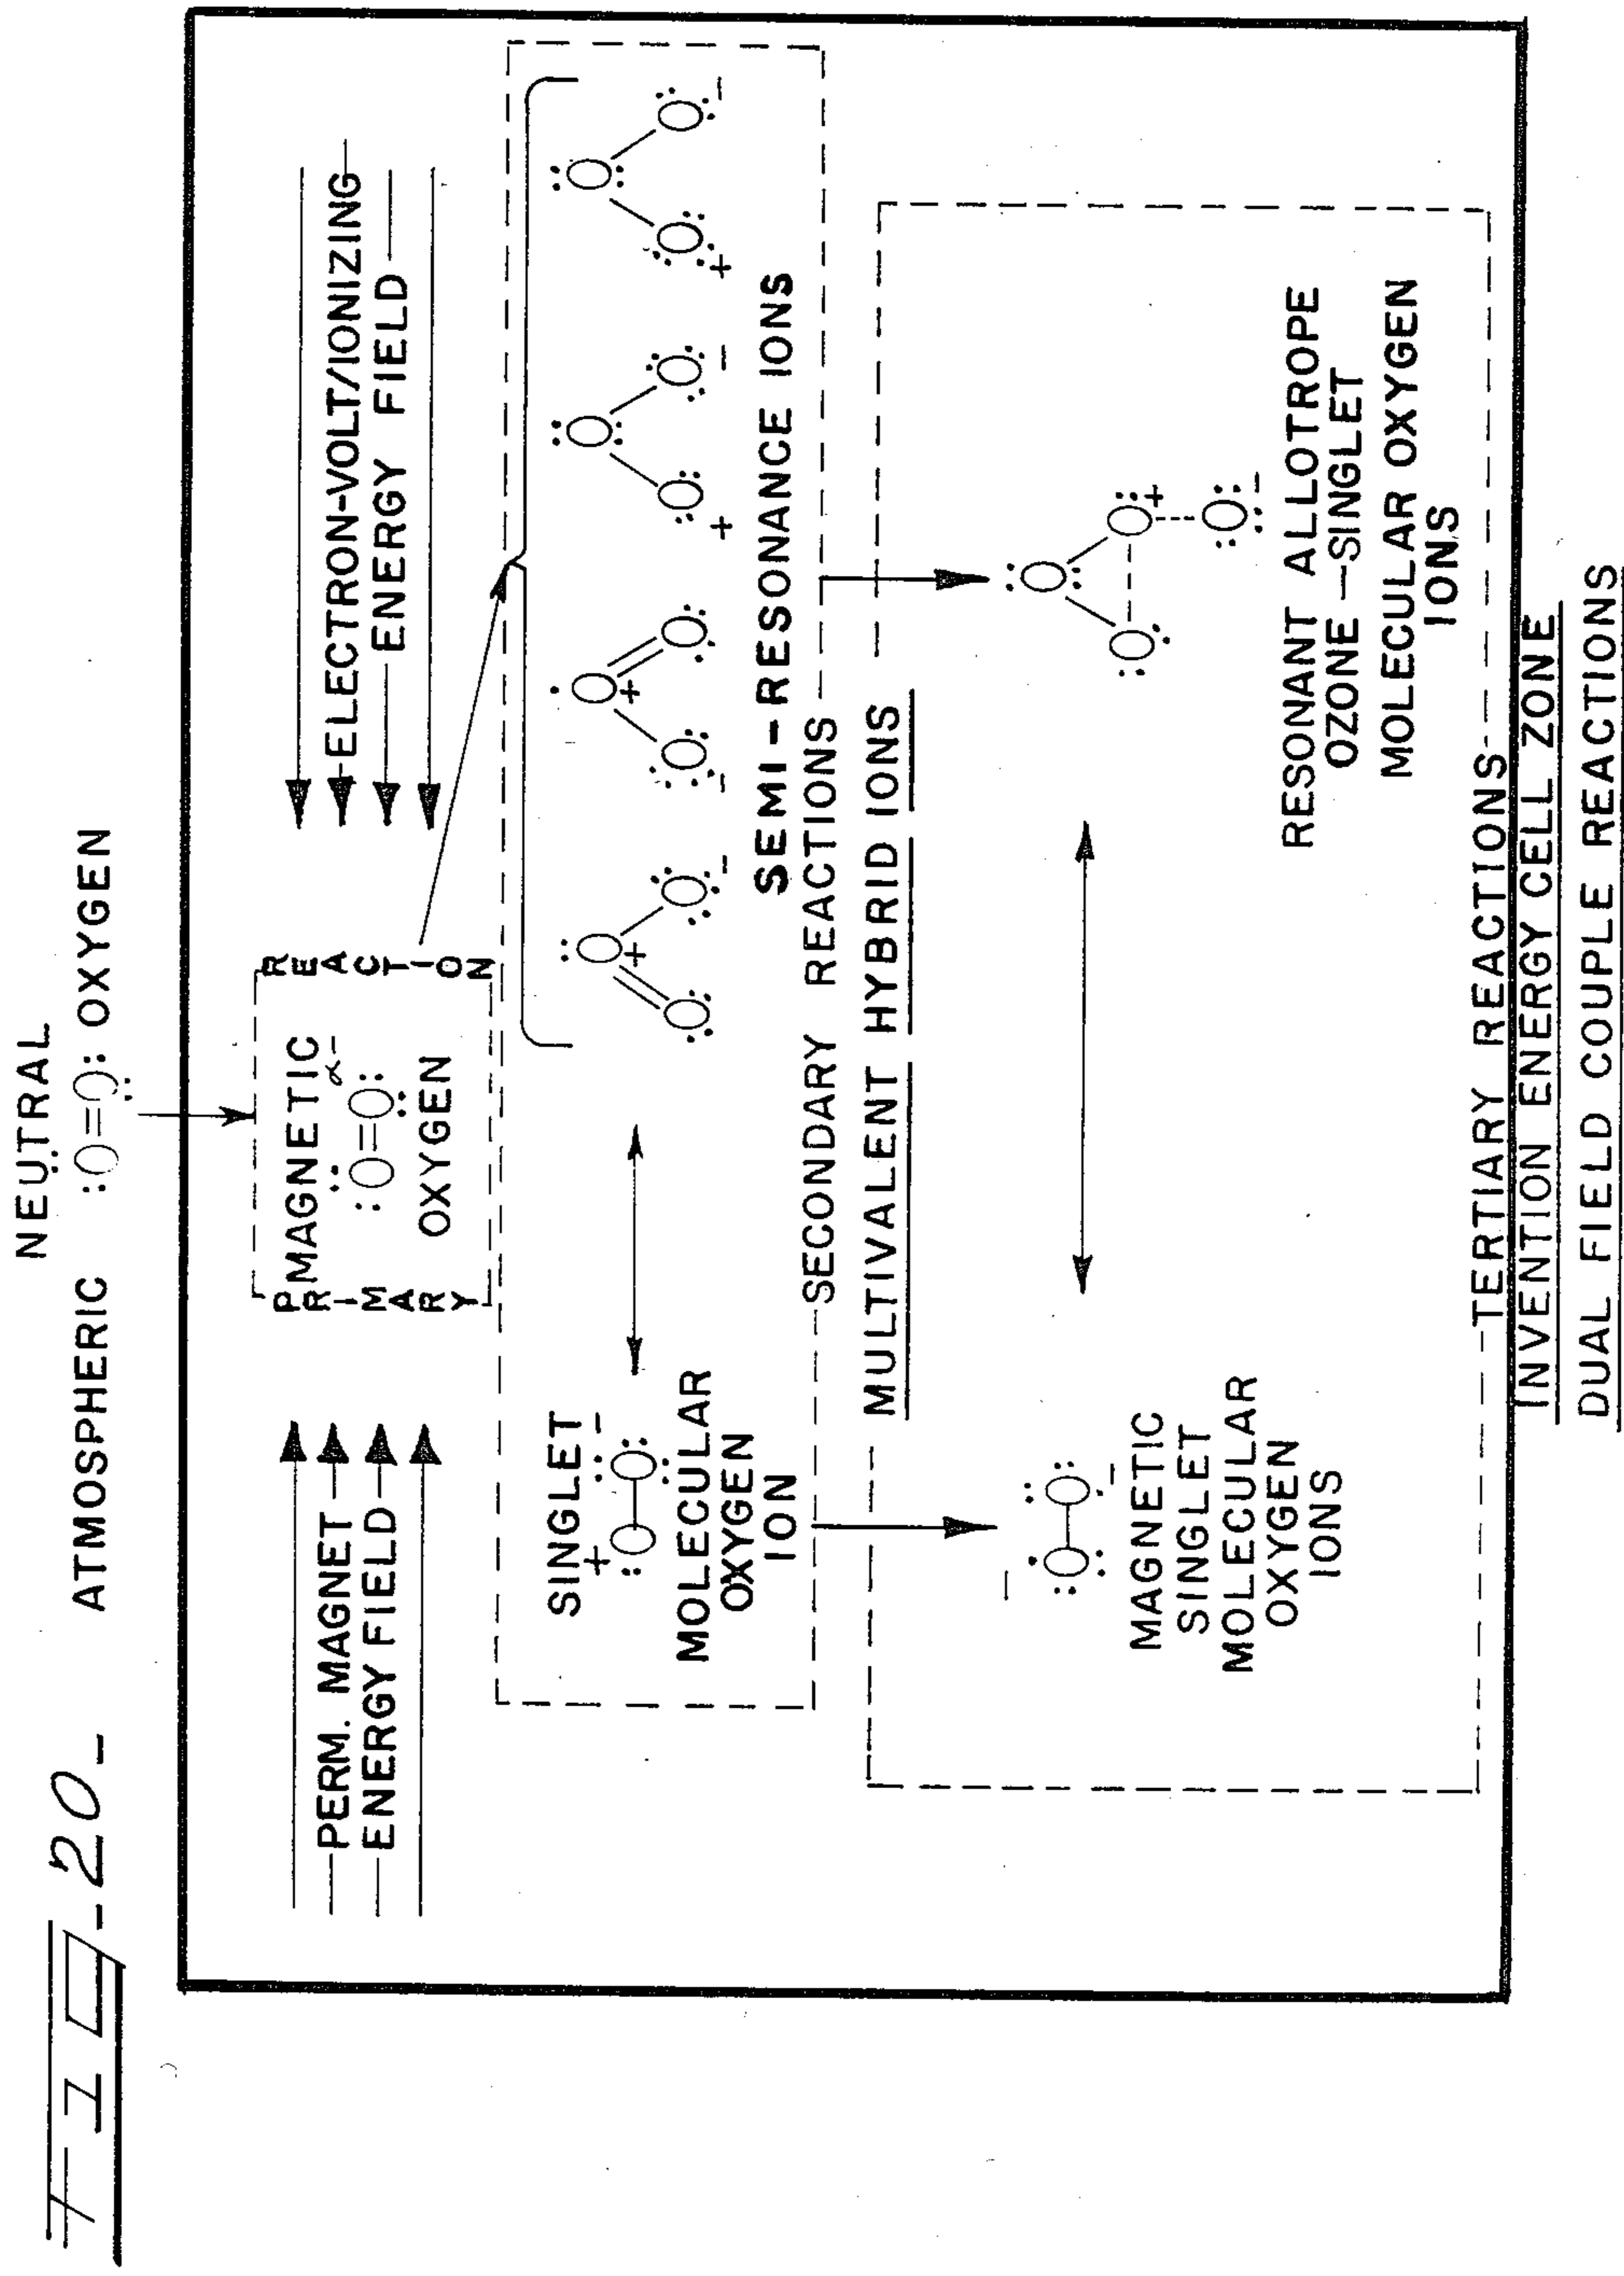 FIG-20-
NEUTRAL
ATMOSPHERIC :O=O: OXYGEN
PERM. MAGNET
ENERGY FIELD
PRIMARY
MAGNETIC
:O=O: α-
OXYGEN
REACTION
ELECTRON-VOLT/IONIZING
ENERGY FIELD
SINGLET
+ -
:O-O:
MOLECULAR
OXYGEN
ION
SEMI-RESONANCE IONS
SECONDARY REACTIONS
MULTIVALENT HYBRID IONS
MAGNETIC
SINGLET
MOLECULAR
OXYGEN
IONS
RESONANT ALLOTROPE
OZONE-SINGLET
MOLECULAR OXYGEN
IONS
TERTIARY REACTIONS
INVENTION ENERGY CELL ZONE
DUAL FIELD COUPLE REACTIONS